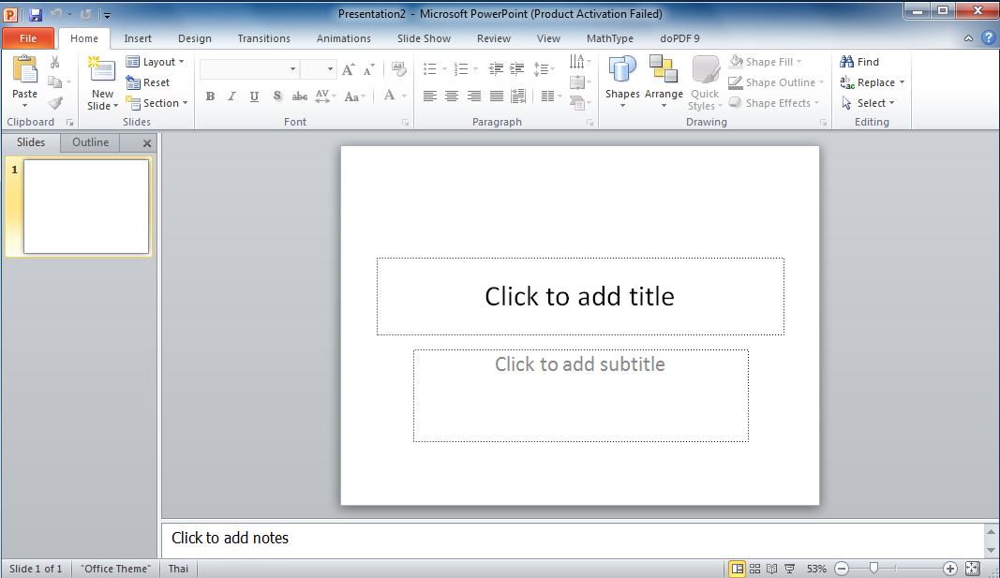 Presentation2 - Microsoft PowerPoint (Product Activation Failed)
File Home Insert Design Transitions Animations Slide Show Review View MathType doPDF 9
Paste
Clipboard
New Slide
Layout
Reset
Section
Slides
B I U S abc AV Aa A
Font
Paragraph
Shapes Arrange Quick Styles
Shape Fill
Shape Outline
Shape Effects
Drawing
Find
Replace
Select
Editing
Slides Outline
1
Click to add title
Click to add subtitle
Click to add notes
Slide 1 of 1 "Office Theme" Thai 53%